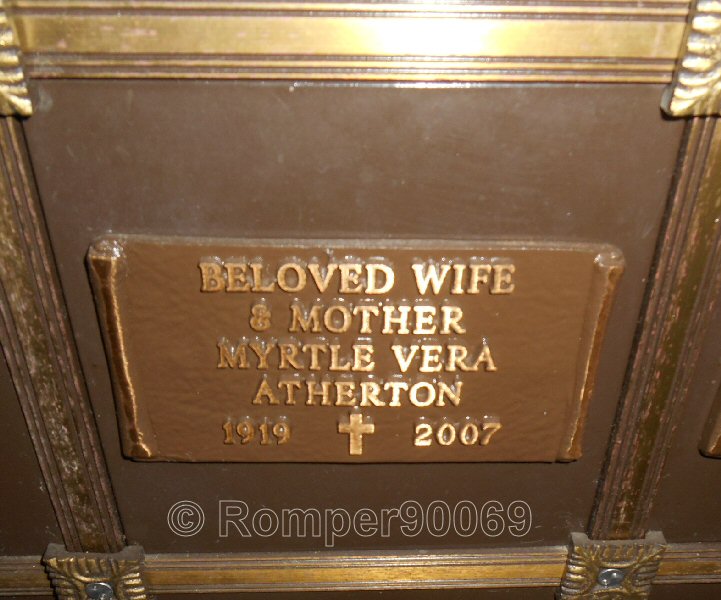 BELOVED WIFE
& MOTHER
MYRTLE VERA
ATHERTON
1919 2007
© Romper90069